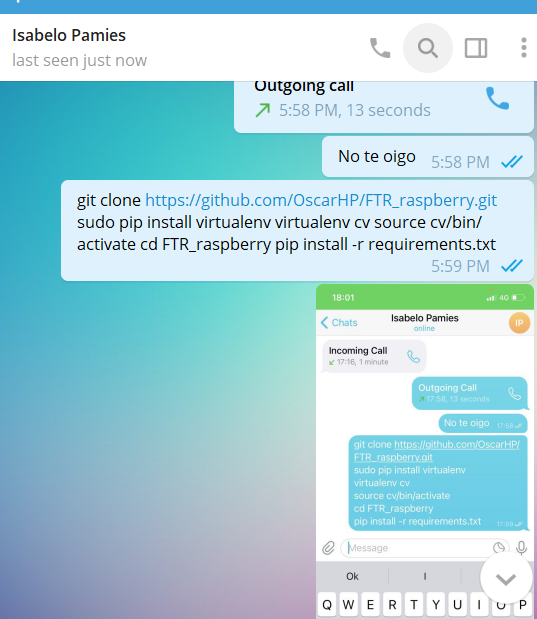 Isabelo Pamies
last seen just now
Outgoing call
5:58 PM, 13 seconds
No te oigo
5:58 PM
git clone https://github.com/OscarHP/FTR_raspberry.git
sudo pip install virtualenv virtualenv cv source cv/bin/
activate cd FTR_raspberry pip install -r requirements.txt
5:59 PM
18:01
4G
Chats
Isabelo Pamies
online
IP
Incoming Call
17:16, 1 minute
Outgoing Call
17:58, 13 seconds
No te oigo
17:58
git clone https://github.com/OscarHP/
FTR_raspberry.git
sudo pip install virtualenv
virtualenv cv
source cv/bin/activate
cd FTR_raspberry
pip install -r requirements.txt
17:59
Message
Ok
I
Q W E R T Y U I O P